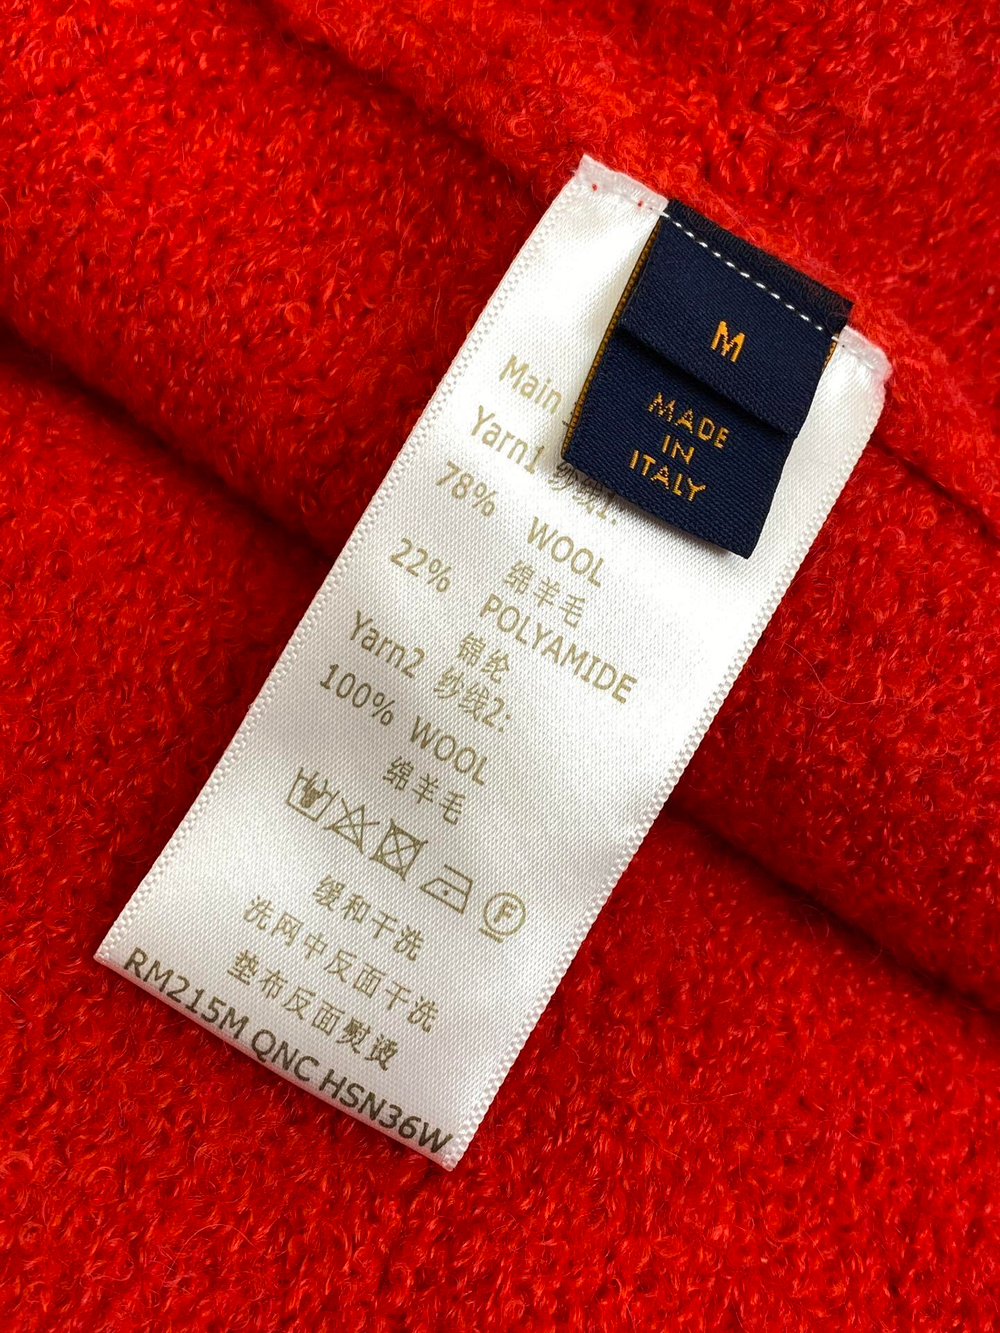 M
MADE
IN
ITALY
Main
Yarn1 纱线1:
78% WOOL
绵羊毛
22% POLYAMIDE
锦纶
Yarn2 纱线2:
100% WOOL
绵羊毛
F
缓和干洗
洗网中反面干洗
垫布反面熨烫
RM215M QNC HSN36W